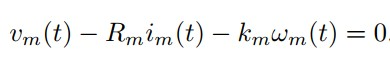 v_m(t) − R_m i_m(t) − k_m ω_m(t) = 0.